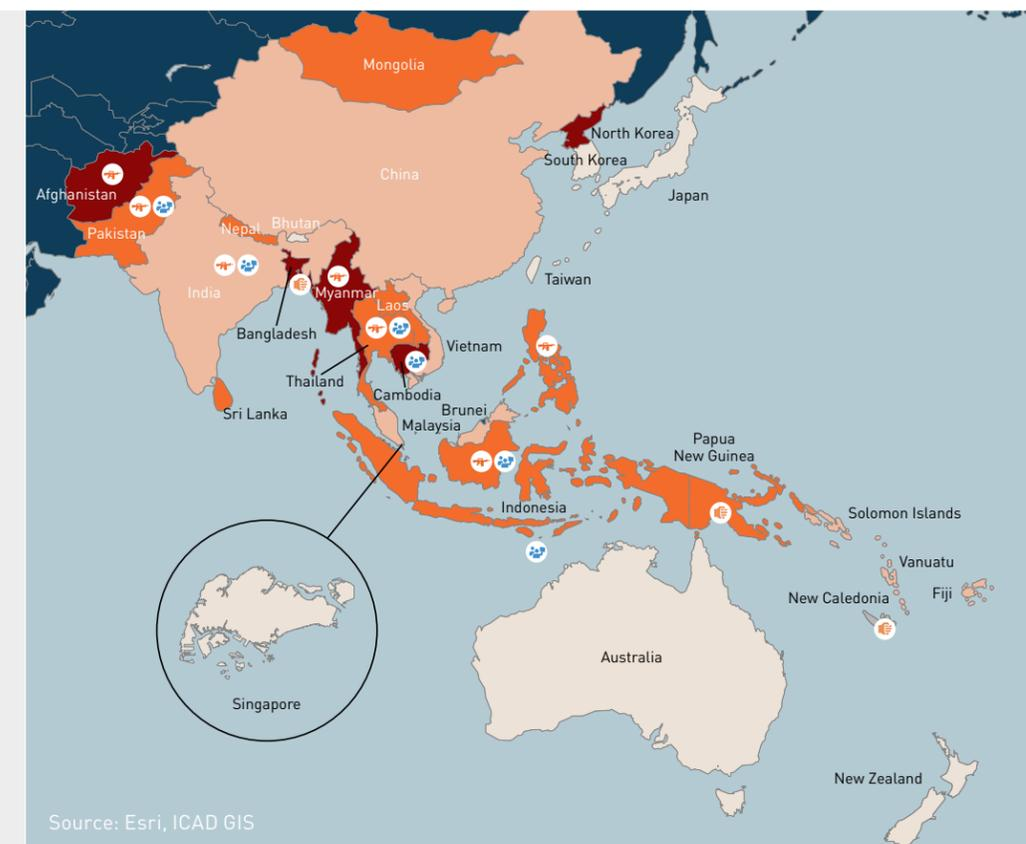 Mongolia
North Korea
South Korea
China
Japan
Afghanistan
Pakistan
Nepal
Bhutan
Taiwan
India
Myanmar
Laos
Bangladesh
Vietnam
Thailand
Cambodia
Sri Lanka
Brunei
Malaysia
Papua
New Guinea
Indonesia
Solomon Islands
Vanuatu
Fiji
New Caledonia
Australia
Singapore
New Zealand
Source: Esri, ICAD GIS